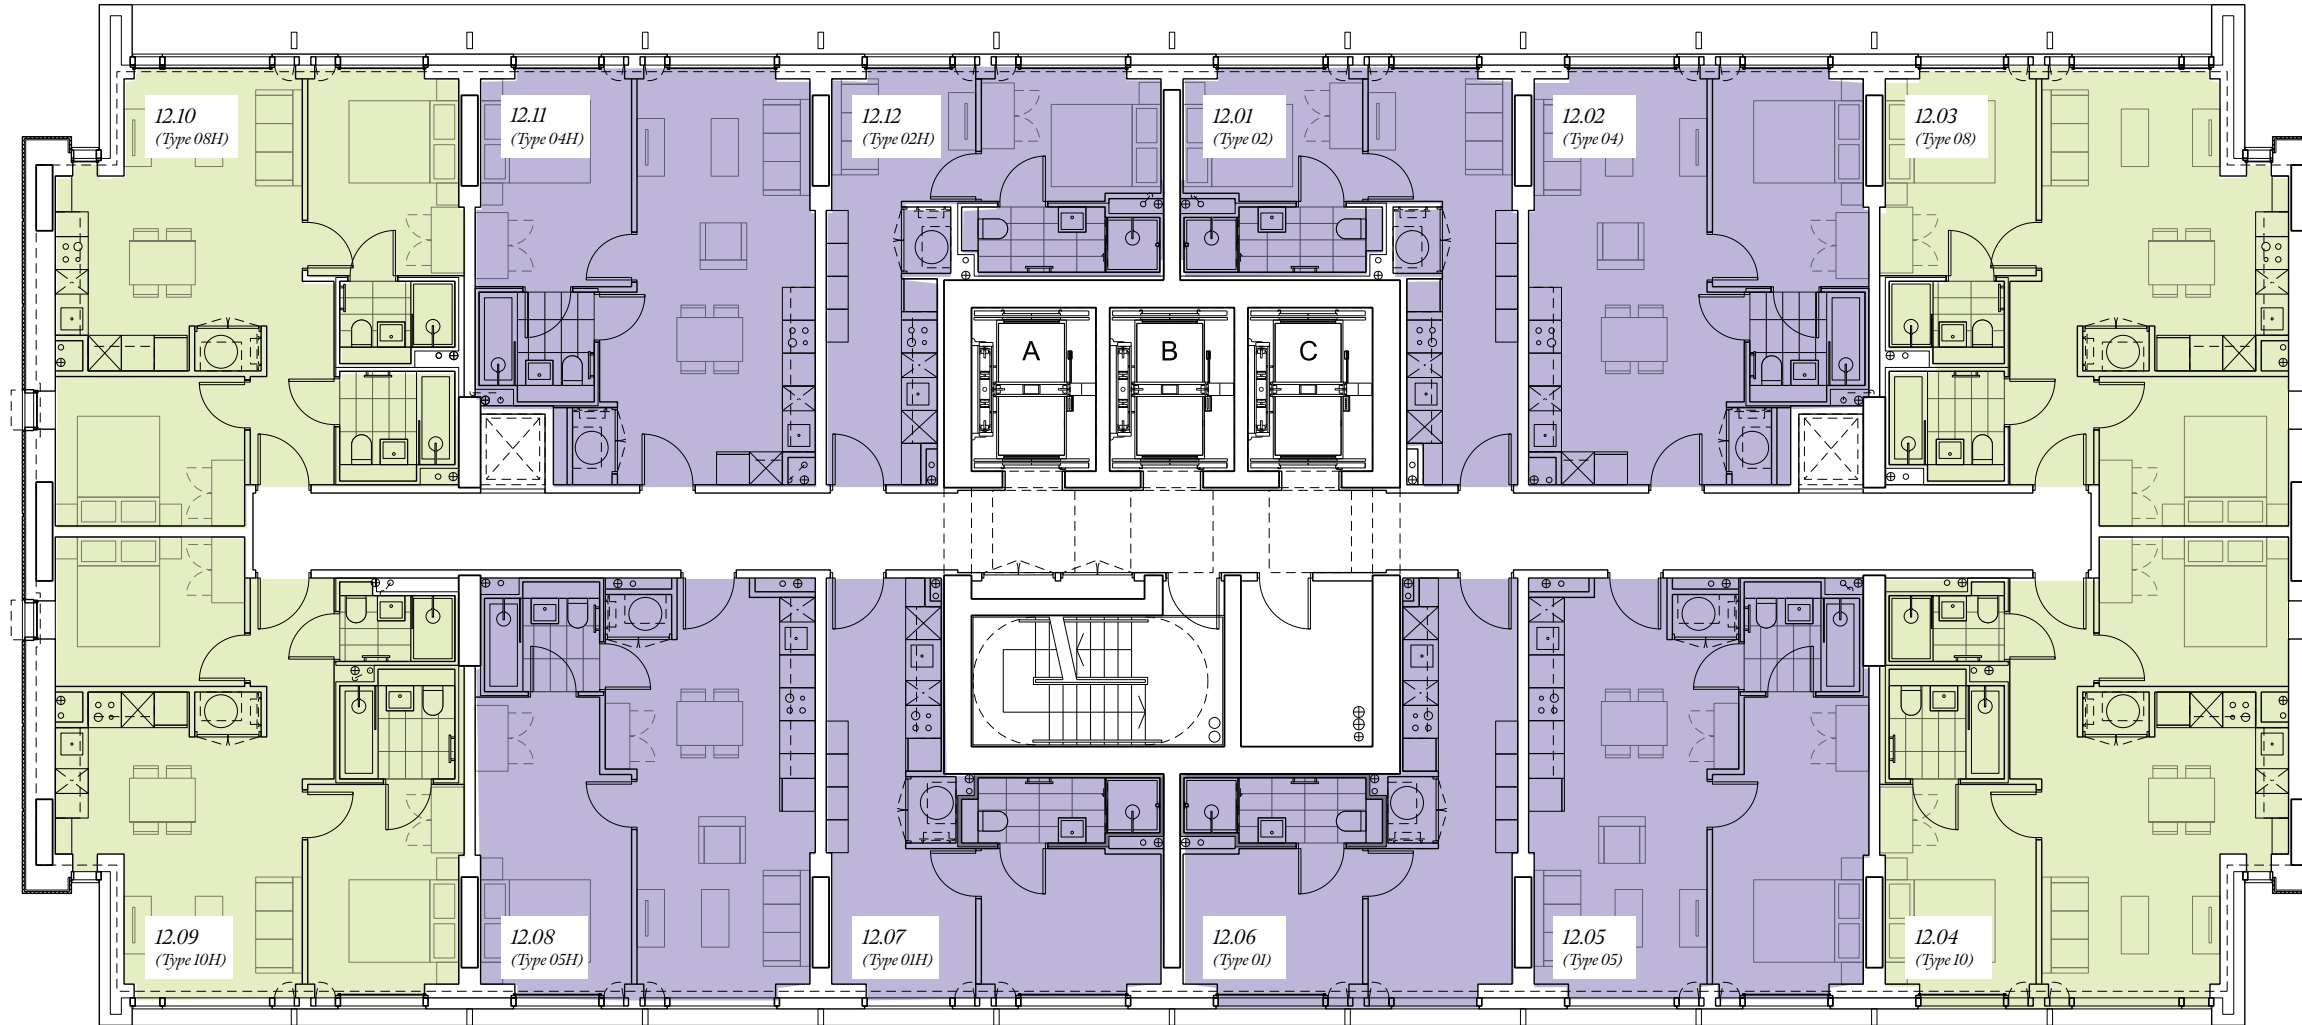 12.10
(Type 08H)
12.11
(Type 04H)
12.12
(Type 02H)
12.01
(Type 02)
12.02
(Type 04)
12.03
(Type 08)
A
B
C
12.09
(Type 10H)
12.08
(Type 05H)
12.07
(Type 01H)
12.06
(Type 01)
12.05
(Type 05)
12.04
(Type 10)